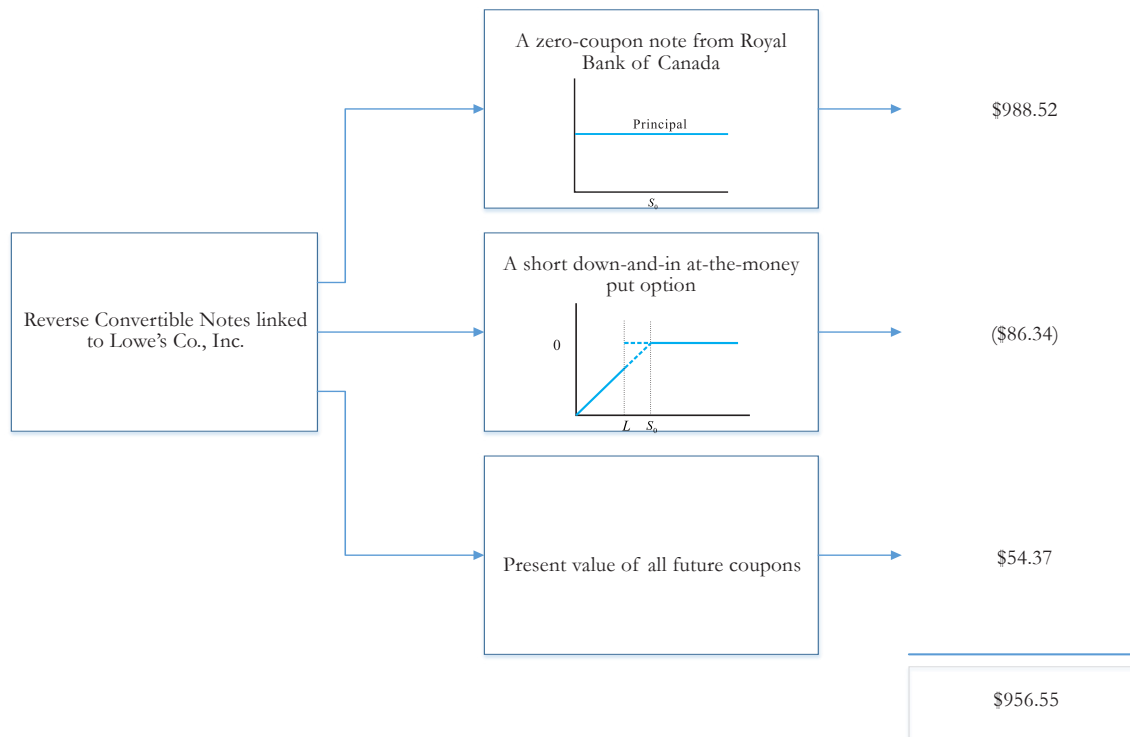 A zero-coupon note from Royal
Bank of Canada
Principal
S₀
$988.52
Reverse Convertible Notes linked
to Lowe's Co., Inc.
A short down-and-in at-the-money
put option
0
L S₀
($86.34)
Present value of all future coupons
$54.37
$956.55